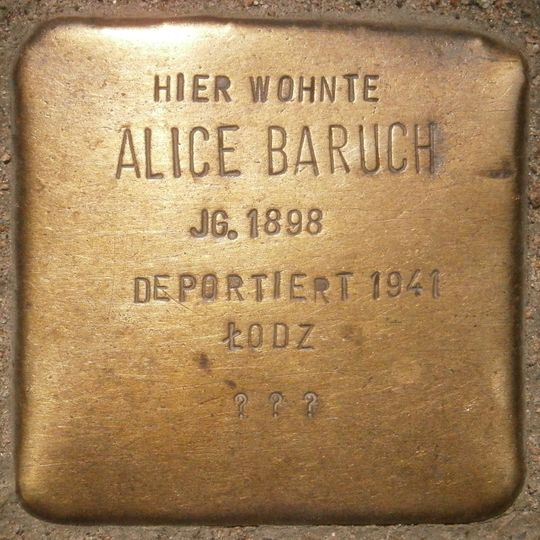 HIER WOHNTE
ALICE BARUCH
JG. 1898
DEPORTIERT 1941
ŁODZ
? ? ?